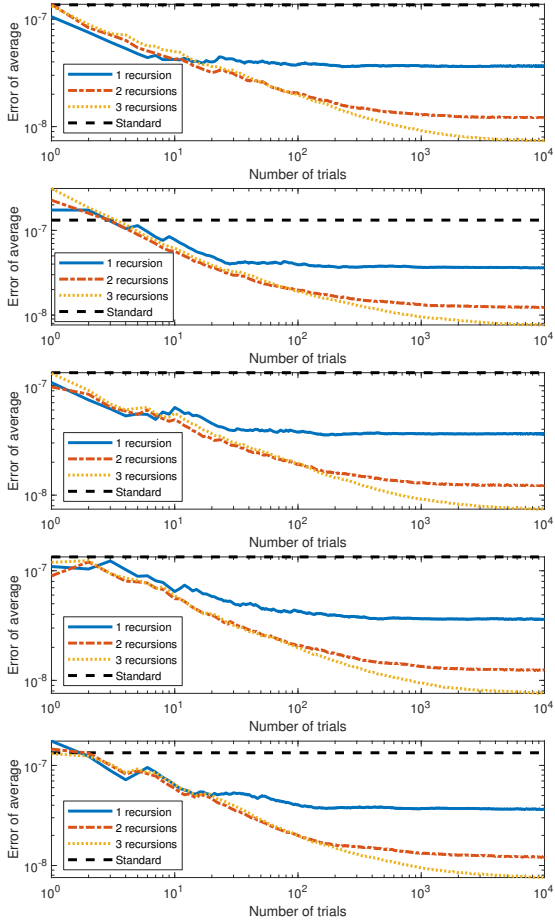 Error of average
10^-7
10^-8
1 recursion
2 recursions
3 recursions
Standard
10^0
10^1
10^2
10^3
10^4
Number of trials
Error of average
10^-7
10^-8
1 recursion
2 recursions
3 recursions
Standard
10^0
10^1
10^2
10^3
10^4
Number of trials
Error of average
10^-7
10^-8
1 recursion
2 recursions
3 recursions
Standard
10^0
10^1
10^2
10^3
10^4
Number of trials
Error of average
10^-7
10^-8
1 recursion
2 recursions
3 recursions
Standard
10^0
10^1
10^2
10^3
10^4
Number of trials
Error of average
10^-7
10^-8
1 recursion
2 recursions
3 recursions
Standard
10^0
10^1
10^2
10^3
10^4
Number of trials